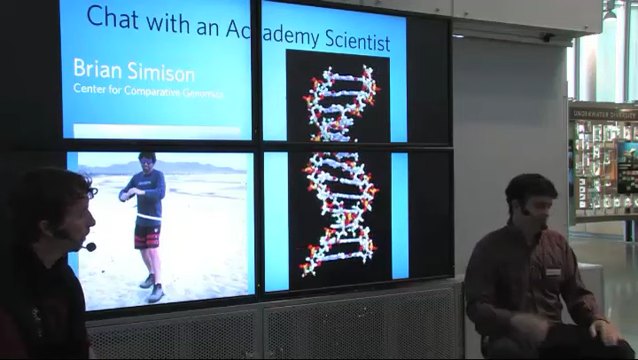 Chat with an Academy Scientist
Brian Simison
Center for Comparative Genomics
UNDERWATER DIVERSITY